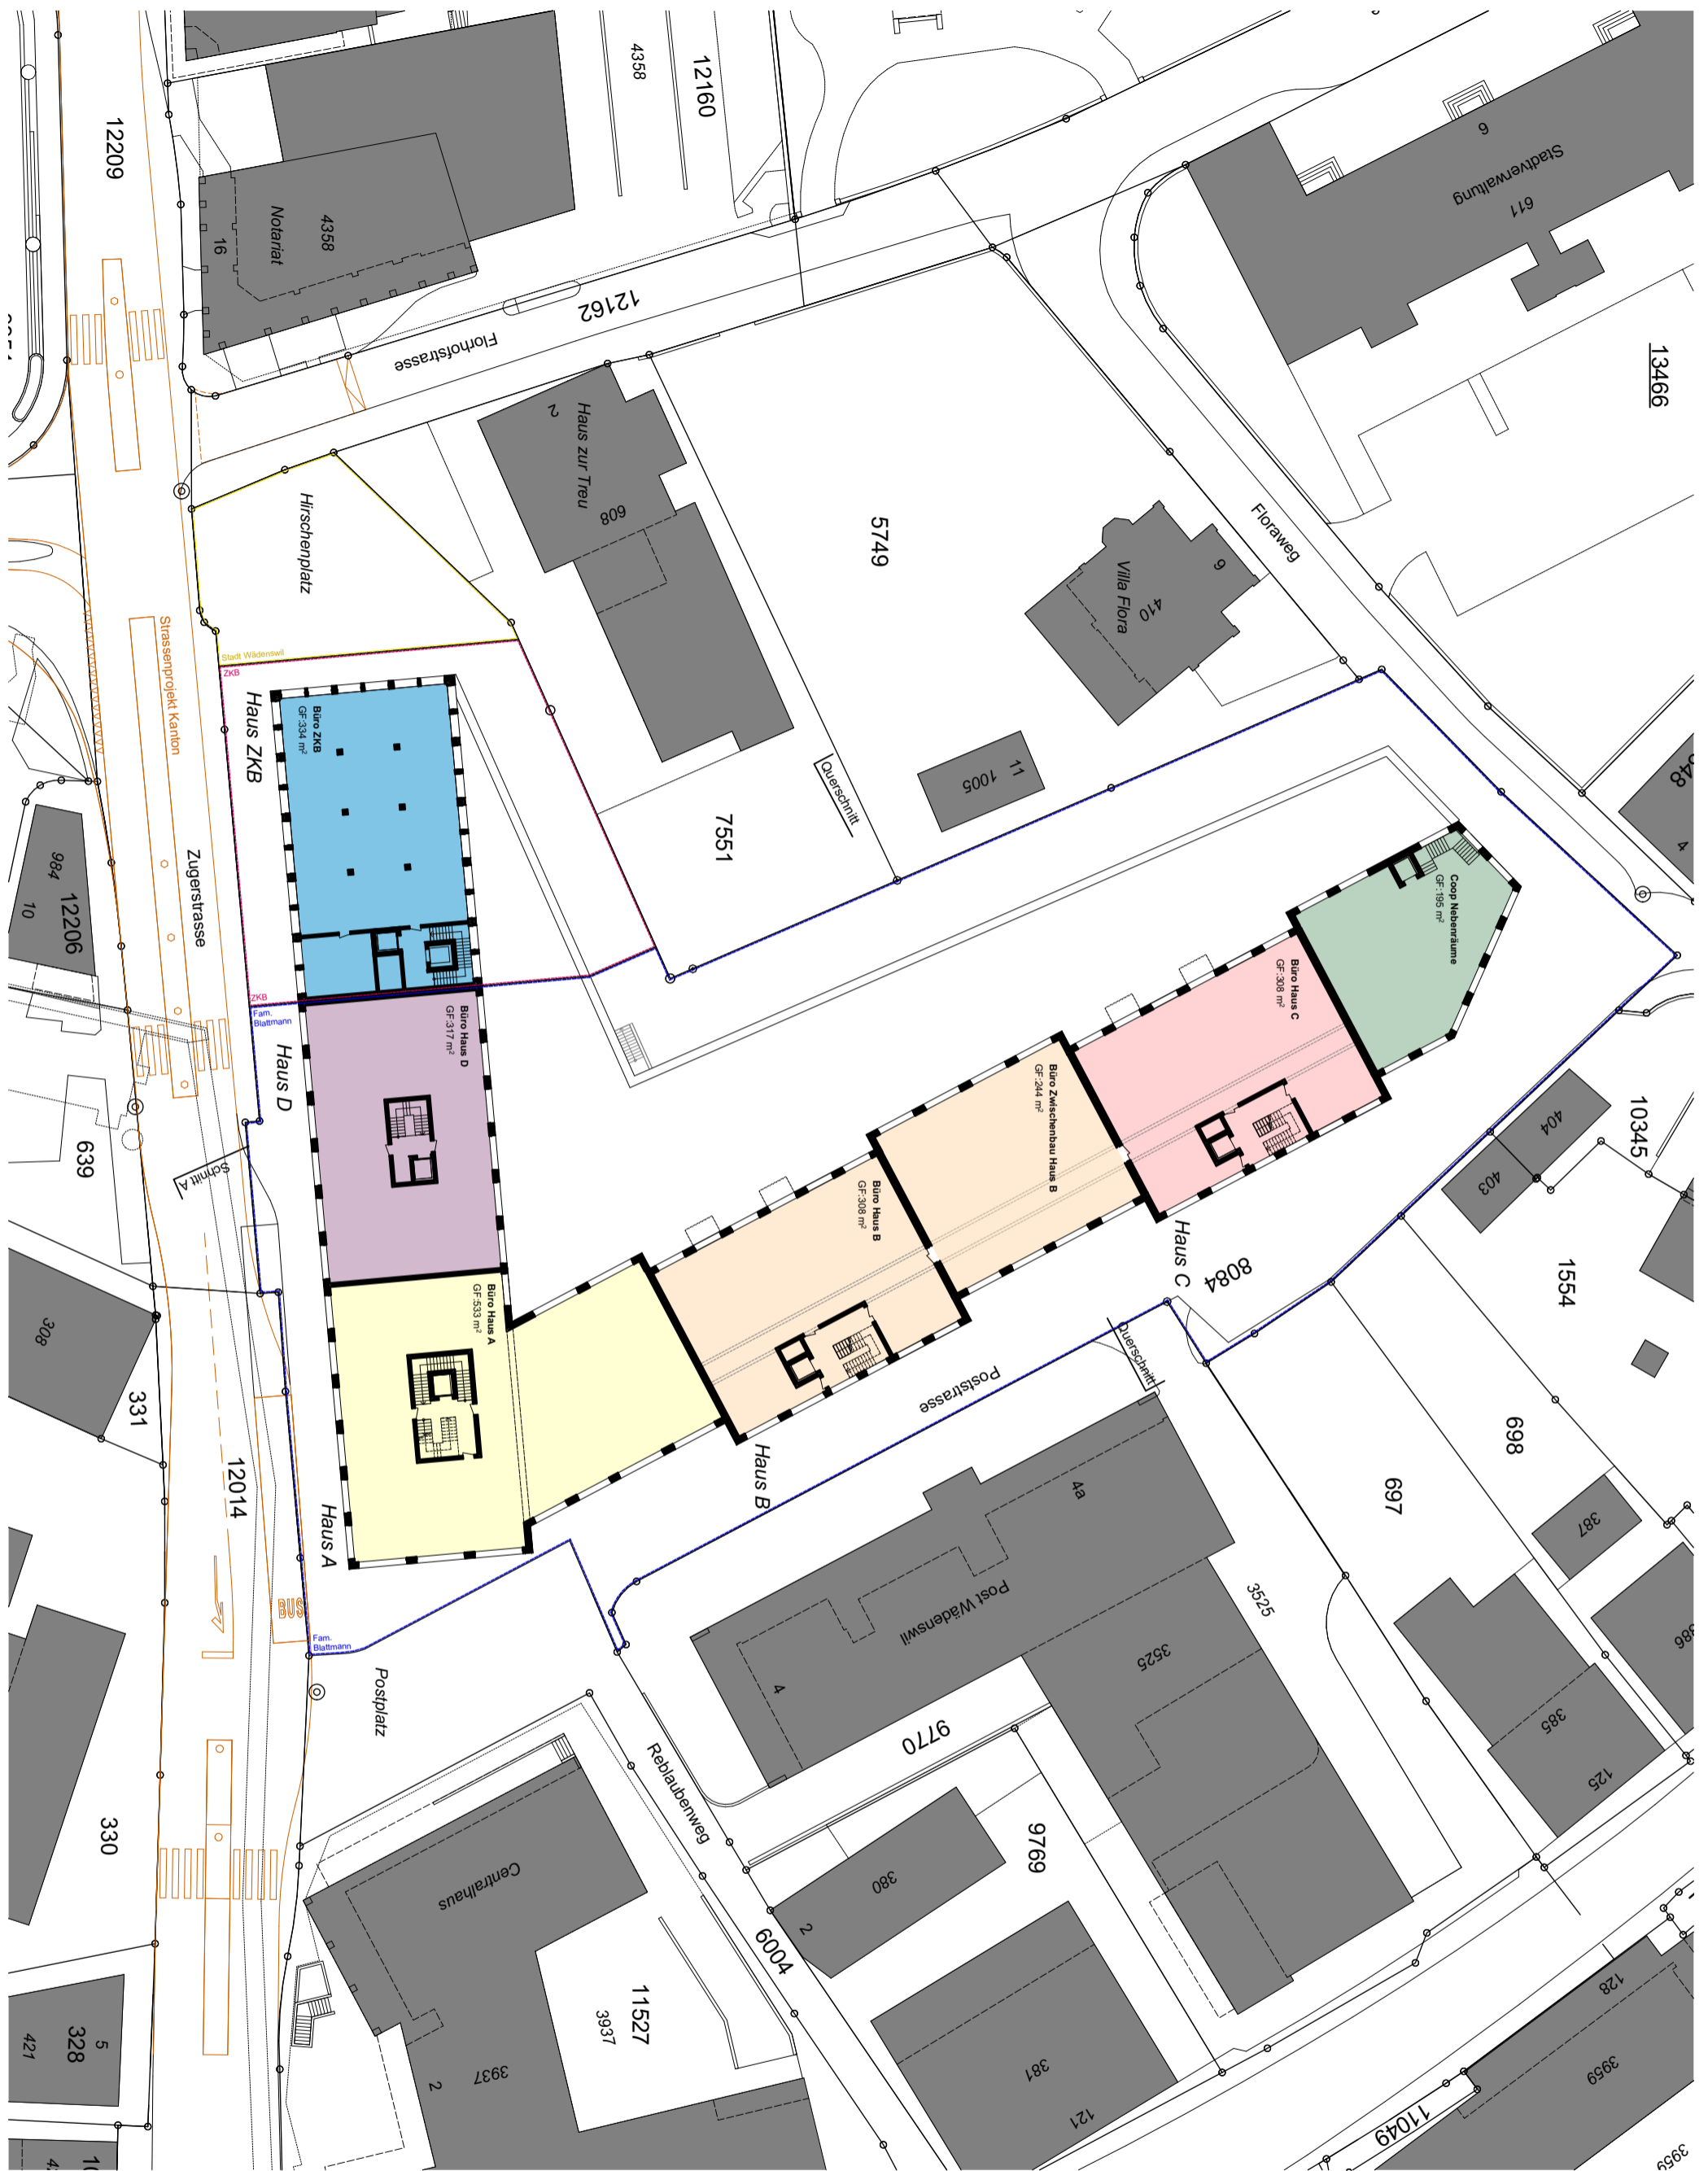 4358
12160
12209
Notariat
4358
16
Stadtverwaltung
6
611
13466
12162
Florhofstrasse
Haus zur Treu
2
608
5749
Floraweg
Villa Flora
410
9
Hirschenplatz
Strassenprojekt Kanton
Stadt Wädenswil
ZKB
Haus ZKB
Büro ZKB
GF:334 m²
Querschnitt
11
1005
7551
4
Zugerstrasse
984
12206
10
Coop Nebenräume
GF:195 m²
Büro Haus C
GF:308 m²
ZKB
Fam.
Blattmann
Büro Haus D
GF:317 m²
Haus D
Büro Zwischenbau Haus B
GF:244 m²
639
Schnitt A
Büro Haus B
GF:308 m²
Haus C
8084
404
403
10345
1554
Büro Haus A
GF:533 m²
308
331
12014
Haus A
BUS
Fam.
Blattmann
Haus B
Poststrasse
Querschnitt
698
697
4a
Post Wädenswil
4
3525
3525
387
385
125
Postplatz
Reblaubenweg
9770
9769
380
2
6004
330
Centralhaus
11527
3937
3937
2
381
121
5
328
421
128
3959
11049
3959